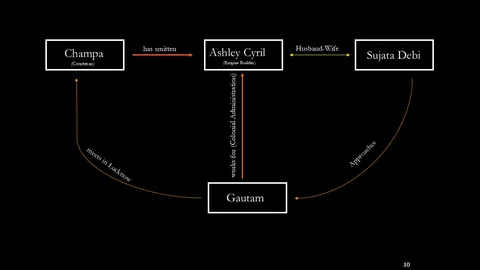 Champa
(Courtesan)
has smitten
Ashley Cyril
(Empire Builder)
Husband-Wife
Sujata Debi
works for (Colonial Administration)
meets in Lucknow
Approaches
Gautam
10